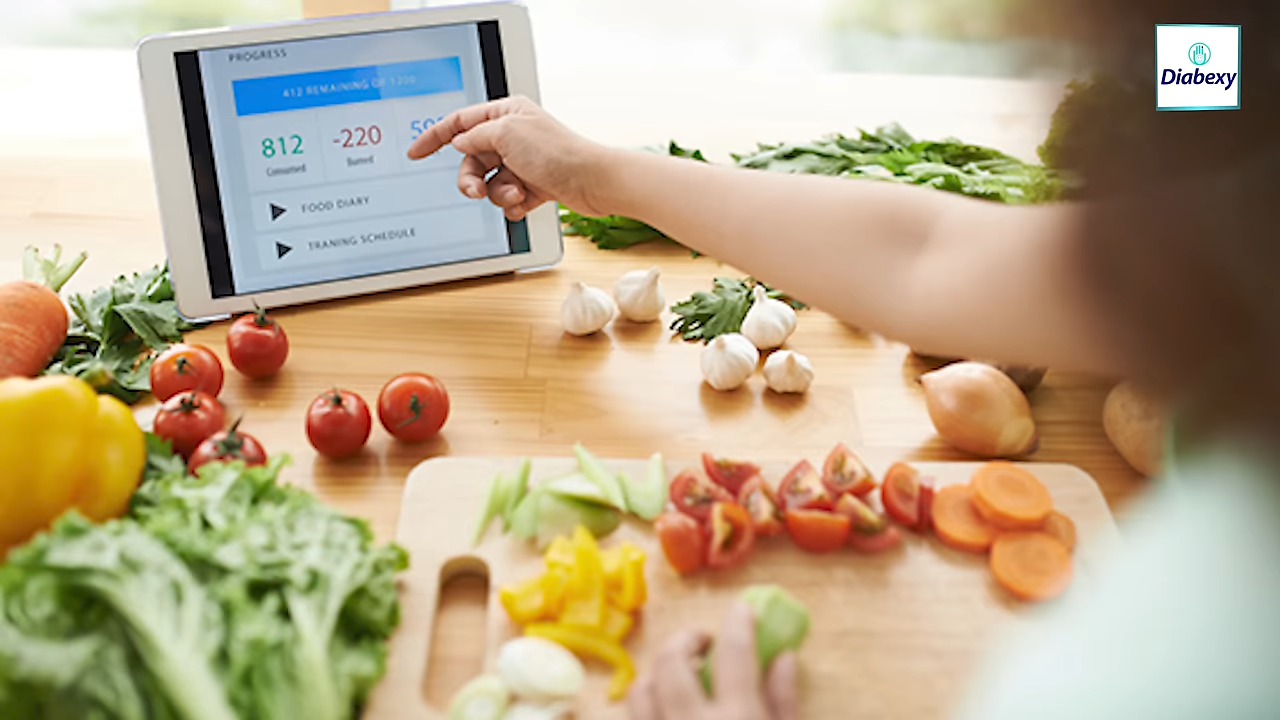 PROGRESS
412 REMAINING OF 1200
812 -220
Consumed Burned
FOOD DIARY
TRANING SCHEDULE
Diabexy